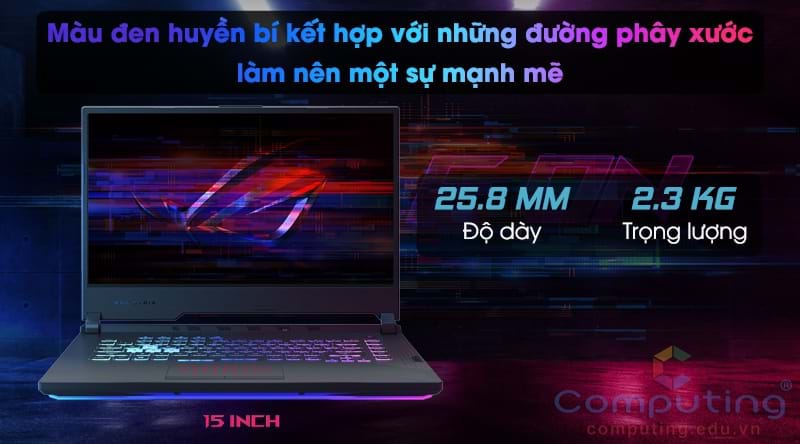 Màu đen huyền bí kết hợp với những đường phây xước
làm nên một sự mạnh mẽ
25.8 MM
2.3 KG
Độ dày
Trọng lượng
15 INCH
Computing®
computing.edu.vn